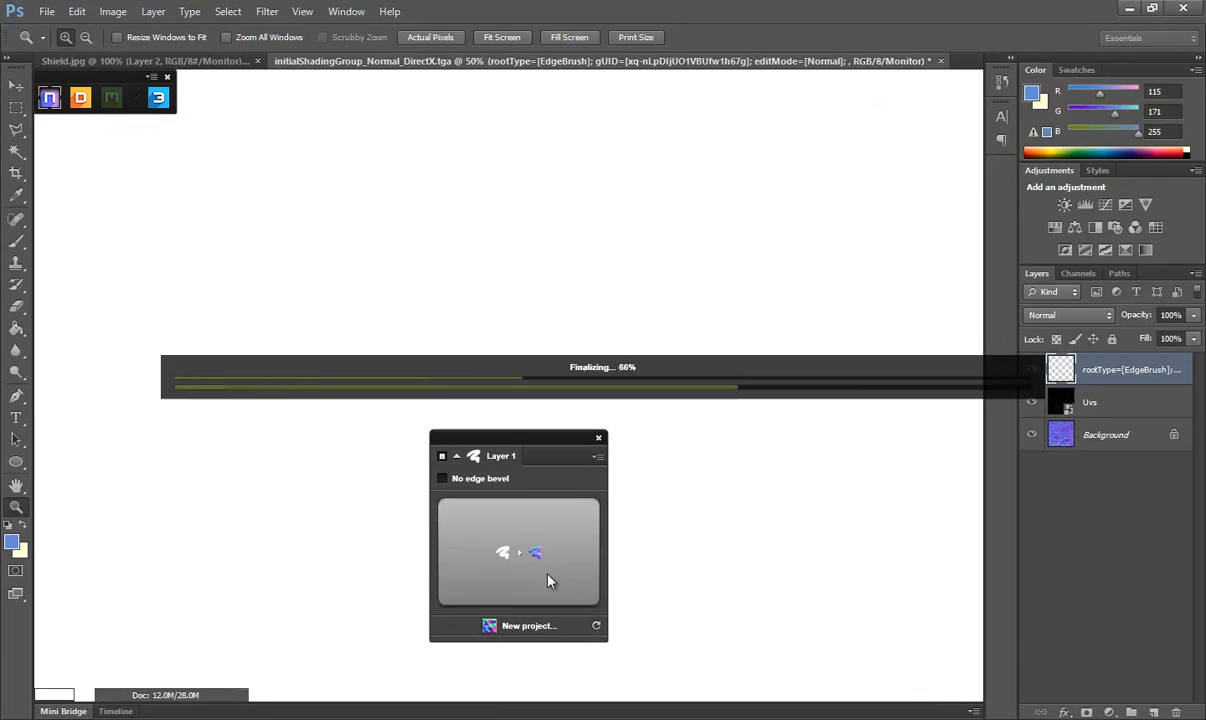 Ps File Edit Image Layer Type Select Filter View Window Help
Resize Windows to Fit Zoom All Windows Scrubby Zoom Actual Pixels Fit Screen Fill Screen Print Size Essentials
Shield.jpg @ 100% (Layer 2, RGB/8#/Monitor)... × initialShadingGroup_Normal_DirectX.tga @ 50% (rootType=[EdgeBrush]; gUID=[xq-nLpDIjUO1VBUfw1h67g]; editMode=[Normal]; , RGB/8/Monitor) * ×
n D m 3
Color Swatches
R 115
G 171
B 255
Adjustments Styles
Add an adjustment
Layers Channels Paths
Kind
Normal Opacity: 100%
Lock: Fill: 100%
rootType=[EdgeBrush];...
Uvs
Background
Finalizing... 66%
Layer 1
No edge bevel
New project...
Doc: 12.0M/28.0M
Mini Bridge Timeline